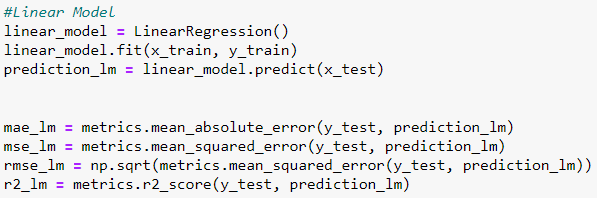 #Linear Model
linear_model = LinearRegression()
linear_model.fit(x_train, y_train)
prediction_lm = linear_model.predict(x_test)
mae_lm = metrics.mean_absolute_error(y_test, prediction_lm)
mse_lm = metrics.mean_squared_error(y_test, prediction_lm)
rmse_lm = np.sqrt(metrics.mean_squared_error(y_test, prediction_lm))
r2_lm = metrics.r2_score(y_test, prediction_lm)